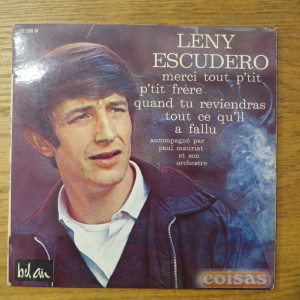 LENY
ESCUDERO
merci tout p'tit
p'tit frère
quand tu reviendras
tout ce qu'il
a fallu
accompagné par
paul mauriat
et son
orchestre
bel air
coisas